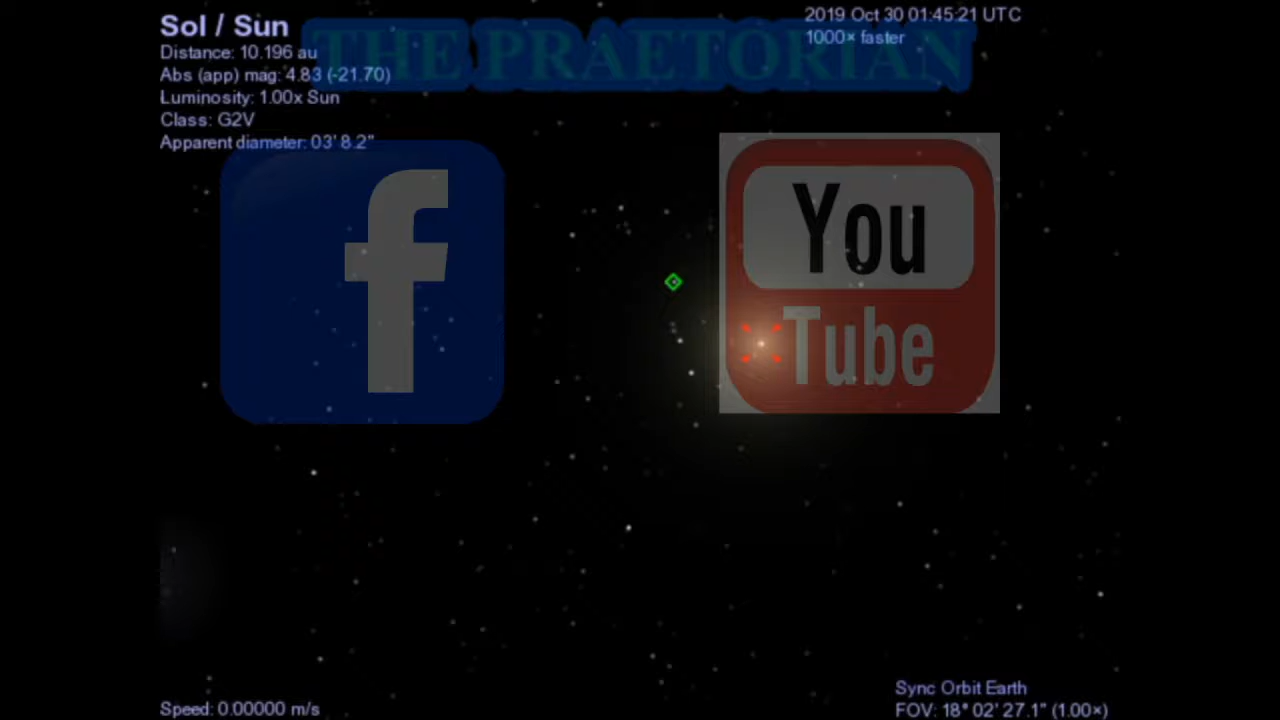 Sol / Sun
2019 Oct 30 01:45:21 UTC
THE PRAETORIAN
1000× faster
Distance: 10.196 au
Abs (app) mag: 4.83 (-21.70)
Luminosity: 1.00x Sun
Class: G2V
Apparent diameter: 03' 8.2"
f
You
Tube
Sync Orbit Earth
Speed: 0.00000 m/s
FOV: 18° 02' 27.1" (1.00×)